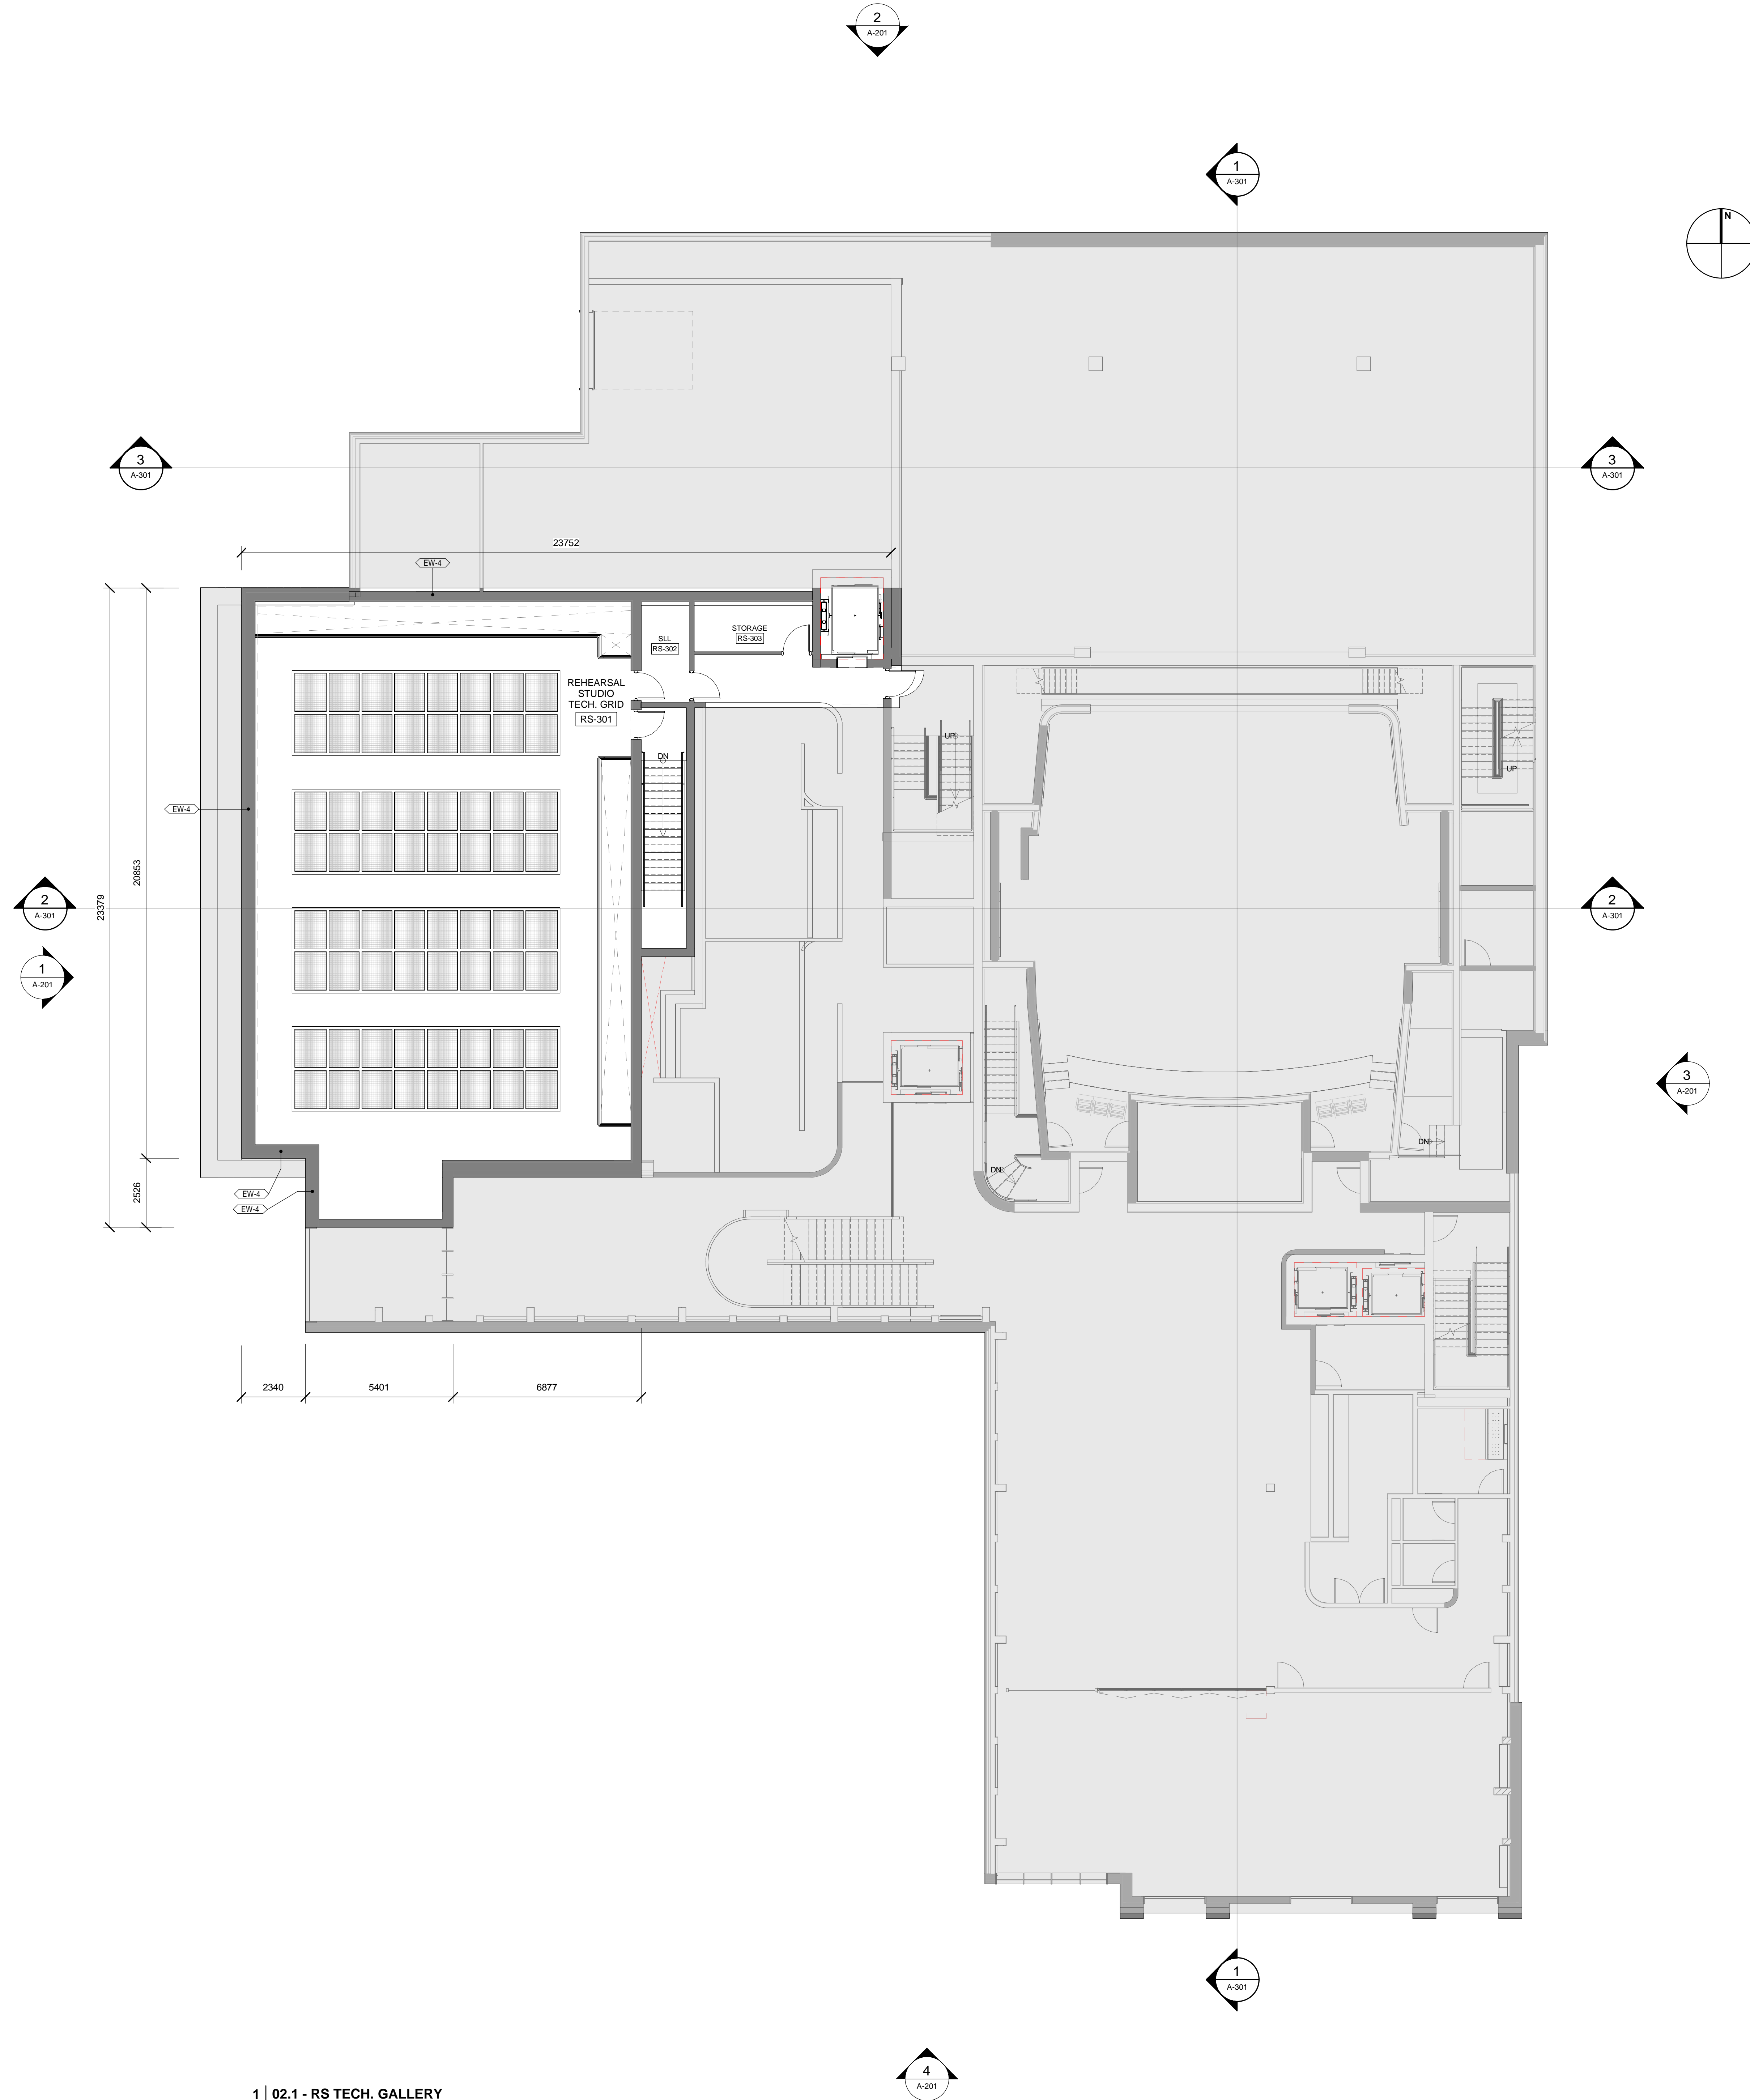 2
A-201
1
A-301
N
3
A-301
3
A-301
23752
EW-4
STORAGE
RS-303
SLL
RS-302
REHEARSAL
STUDIO
TECH. GRID
RS-301
UP
DN
UP
EW-4
20853
23379
2
A-301
2
A-301
1
A-201
3
A-201
DN
DN
EW-4
2526
EW-4
2340
5401
6877
1
A-301
4
A-201
1 02.1 - RS TECH. GALLERY